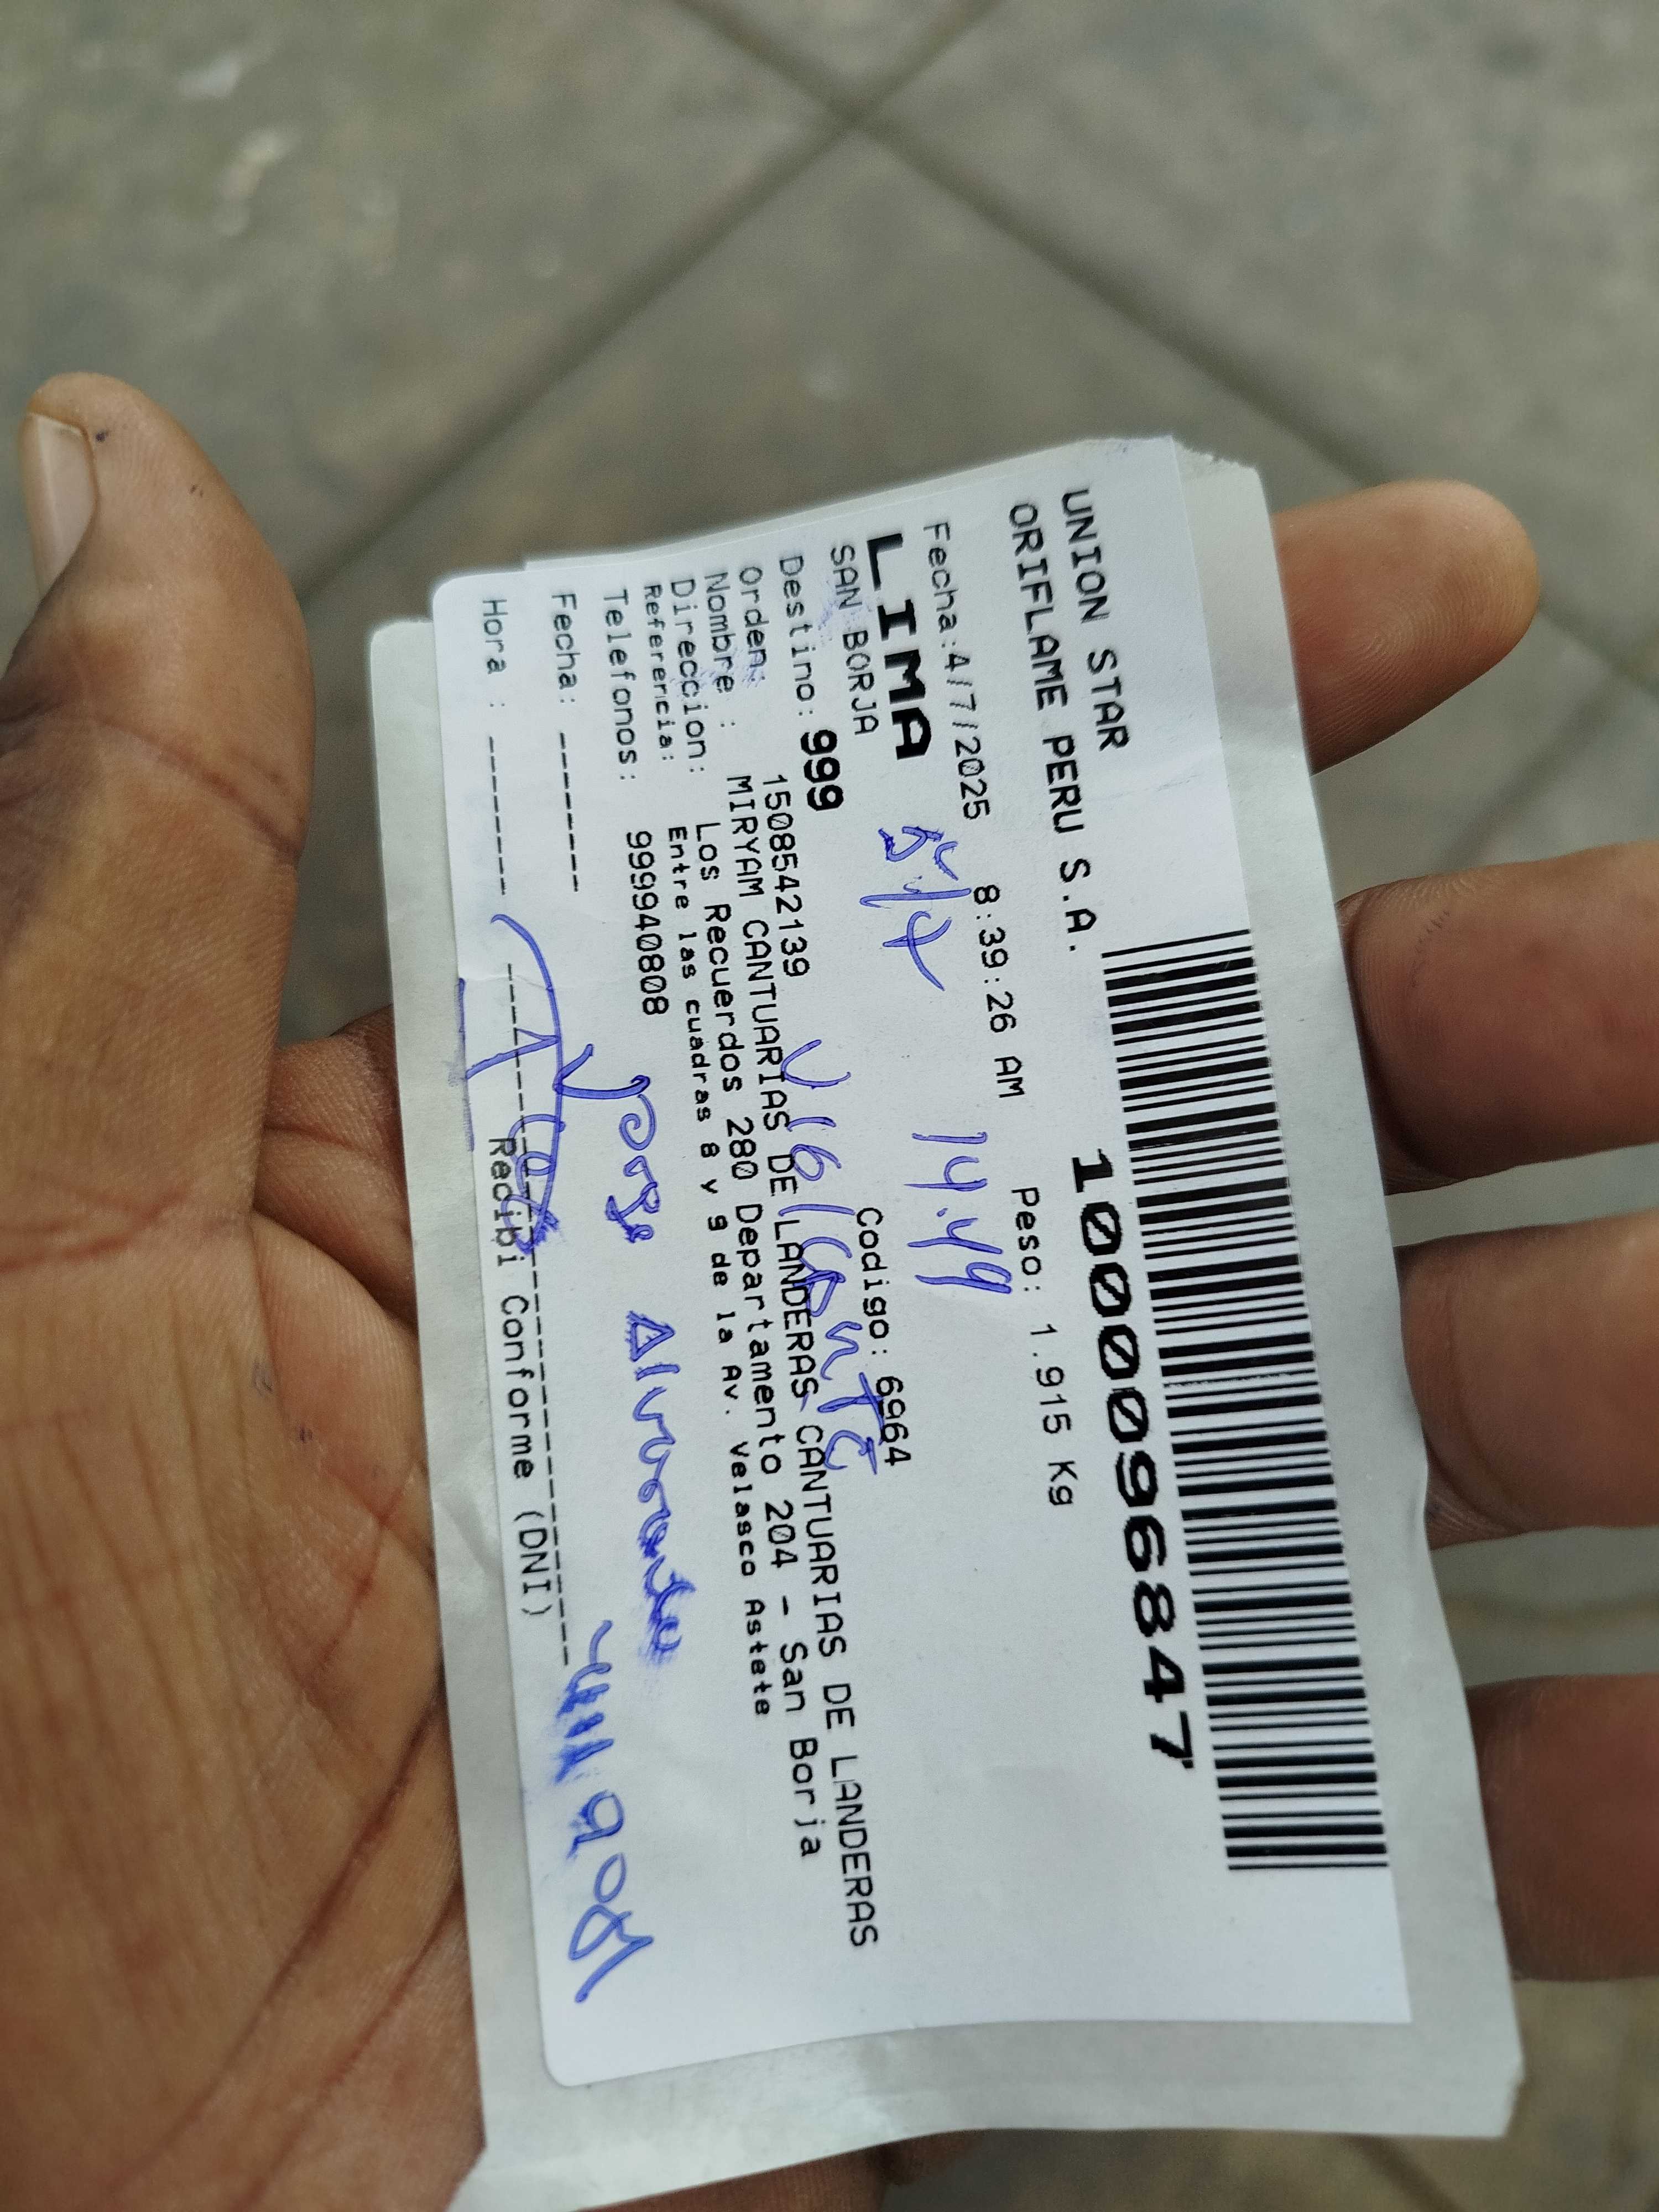 UNION STAR
ORIFLAME PERU S.A.
1000096847
Fecha:4/7/2025 8:39:26 AM Peso: 1.915 Kg
LIMA
14.49
SAN BORJA Codigo: 6964
Destino: 999 Vigilante
Orden: 1508542139
Nombre : MIRYAM CANTUARIAS DE LANDERAS CANTUARIAS DE LANDERAS
Direccion: Los Recuerdos 280 Departamento 204 - San Borja
Referencia: Entre las cuadras 8 y 9 de la Av. Velasco Astete
Telefonos: 999940808
Fecha: -------
Hora : -------
Recibi Conforme (DNI)